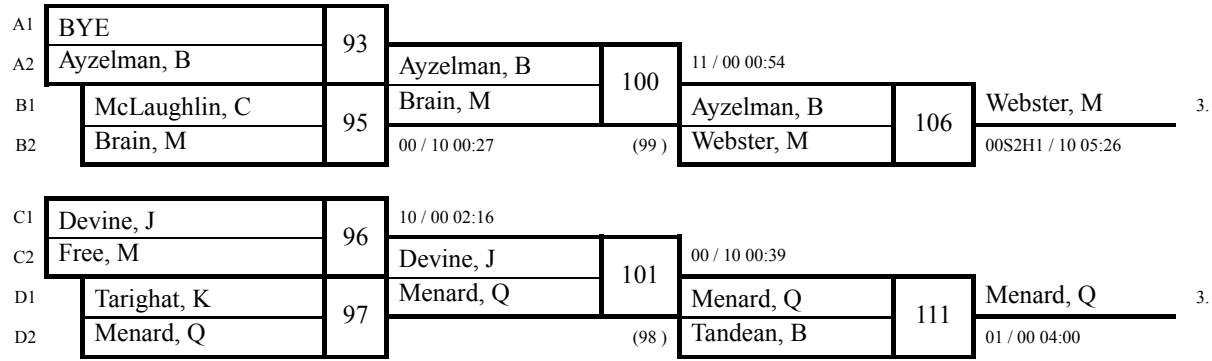 A1 BYE 93
A2 Ayzelman, B
Ayzelman, B 100 11 / 00 00:54
B1 McLaughlin, C 95 Brain, M
Ayzelman, B 106 Webster, M 3.
B2 Brain, M 00 / 10 00:27 (99 ) Webster, M 00S2H1 / 10 05:26
C1 Devine, J 96 10 / 00 02:16
C2 Free, M
Devine, J 101 00 / 10 00:39
D1 Tarighat, K 97 Menard, Q
Menard, Q 111 Menard, Q 3.
D2 Menard, Q (98 ) Tandean, B 01 / 00 04:00